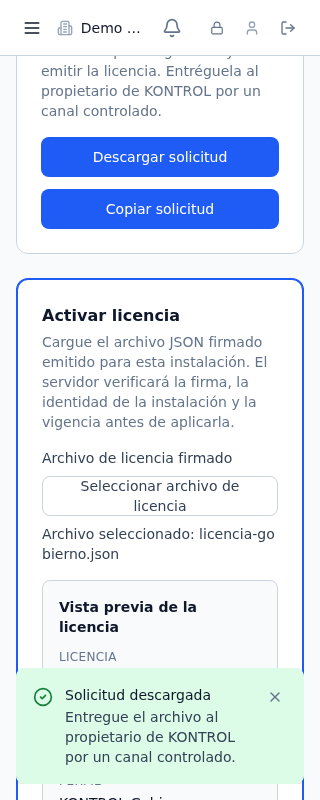 Demo ...
emitir la licencia. Entréguela al
propietario de KONTROL por un
canal controlado.
Descargar solicitud
Copiar solicitud
Activar licencia
Cargue el archivo JSON firmado
emitido para esta instalación. El
servidor verificará la firma, la
identidad de la instalación y la
vigencia antes de aplicarla.
Archivo de licencia firmado
Seleccionar archivo de
licencia
Archivo seleccionado: licencia-go
bierno.json
Vista previa de la
licencia
LICENCIA
Solicitud descargada
Entregue el archivo al
propietario de KONTROL
por un canal controlado.